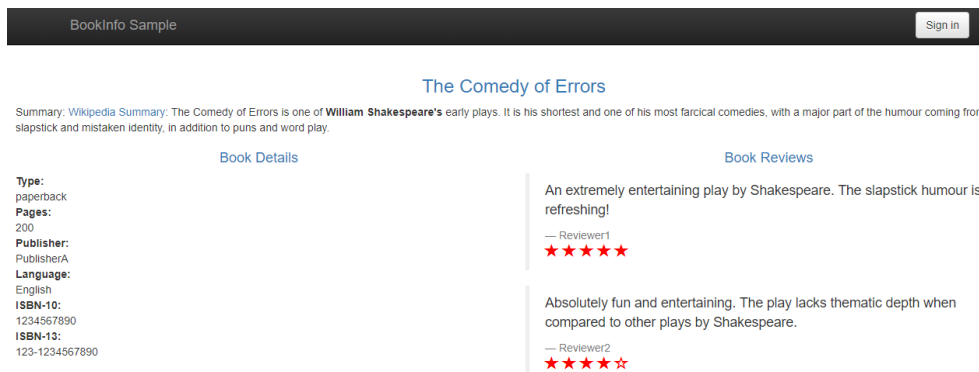 BookInfo Sample
Sign in
The Comedy of Errors
Summary: Wikipedia Summary: The Comedy of Errors is one of William Shakespeare's early plays. It is his shortest and one of his most farcical comedies, with a major part of the humour coming
slapstick and mistaken identity, in addition to puns and word play.
Book Details
Type:
paperback
Pages:
200
Publisher:
PublisherA
Language:
English
ISBN-10:
1234567890
ISBN-13:
123-1234567890
Book Reviews
An extremely entertaining play by Shakespeare. The slapstick humour is
refreshing!
— Reviewer1
★★★★★
Absolutely fun and entertaining. The play lacks thematic depth when
compared to other plays by Shakespeare.
— Reviewer2
★★★★☆